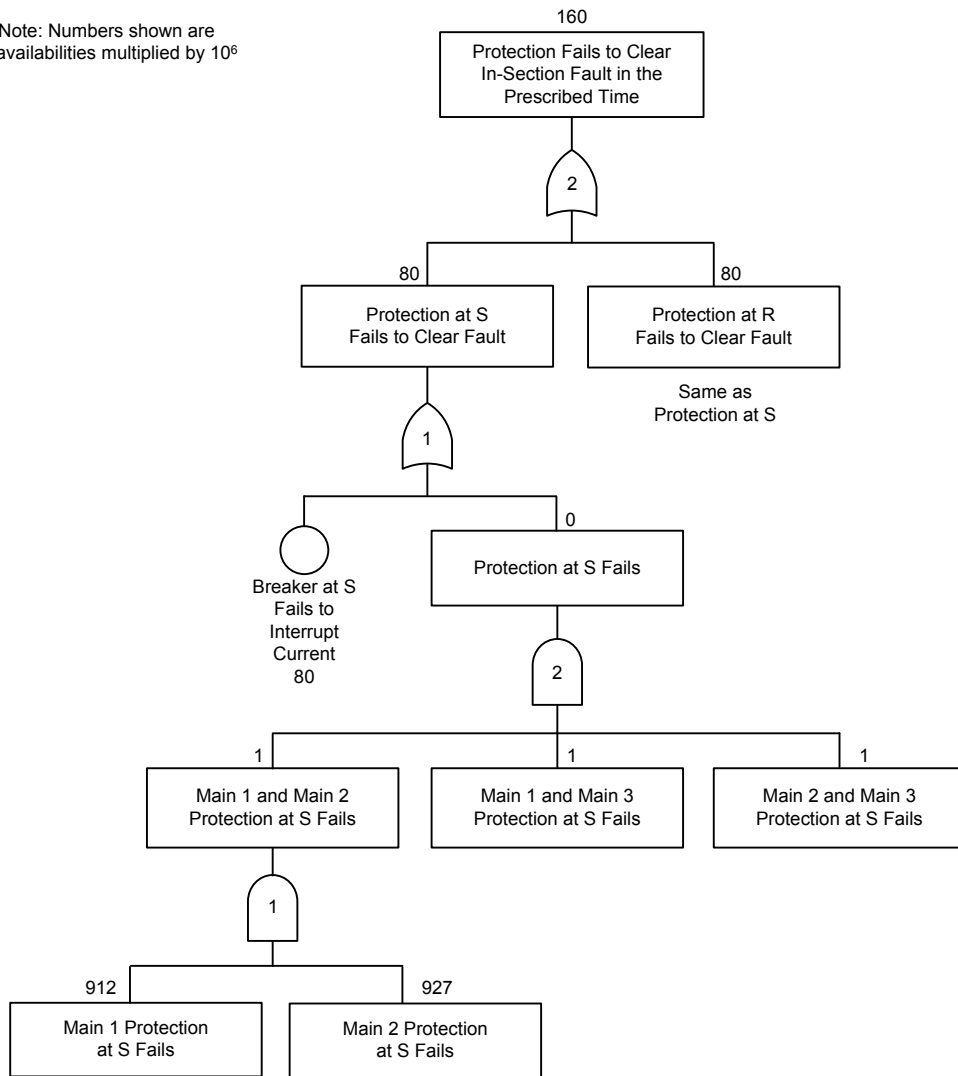 Note: Numbers shown are
availabilities multiplied by 10⁶
160
Protection Fails to Clear
In-Section Fault in the
Prescribed Time
2
80
80
Protection at S
Fails to Clear Fault
Protection at R
Fails to Clear Fault
Same as
Protection at S
1
0
Breaker at S
Fails to
Interrupt
Current
80
Protection at S Fails
2
1
1
1
Main 1 and Main 2
Protection at S Fails
Main 1 and Main 3
Protection at S Fails
Main 2 and Main 3
Protection at S Fails
1
912
927
Main 1 Protection
at S Fails
Main 2 Protection
at S Fails